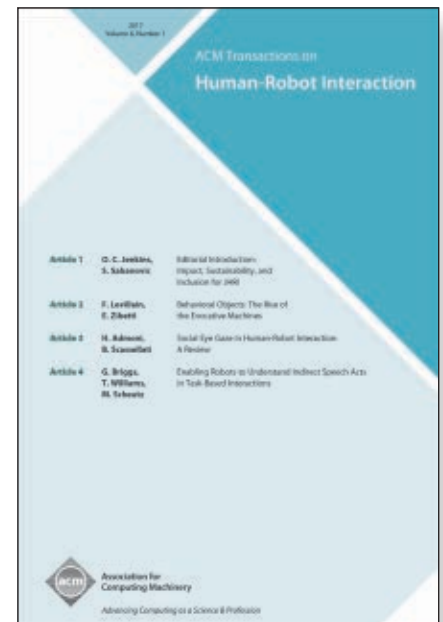 2017
Volume 6, Number 1
ACM Transactions on
Human-Robot Interaction
Article 1 O. C. Jenkins, Editorial Introduction:
S. Sabanovic Impact, Sustainability, and
Inclusion for JHRI
Article 2 F. Levillain, Behavioral Objects: The Rise of
E. Zibetti the Evocative Machines
Article 3 H. Admoni, Social Eye Gaze in Human-Robot Interaction:
B. Scassellati A Review
Article 4 G. Briggs, Enabling Robots to Understand Indirect Speech Acts
T. Williams, in Task-Based Interactions
M. Scheutz
acm
Association for
Computing Machinery
Advancing Computing as a Science & Profession